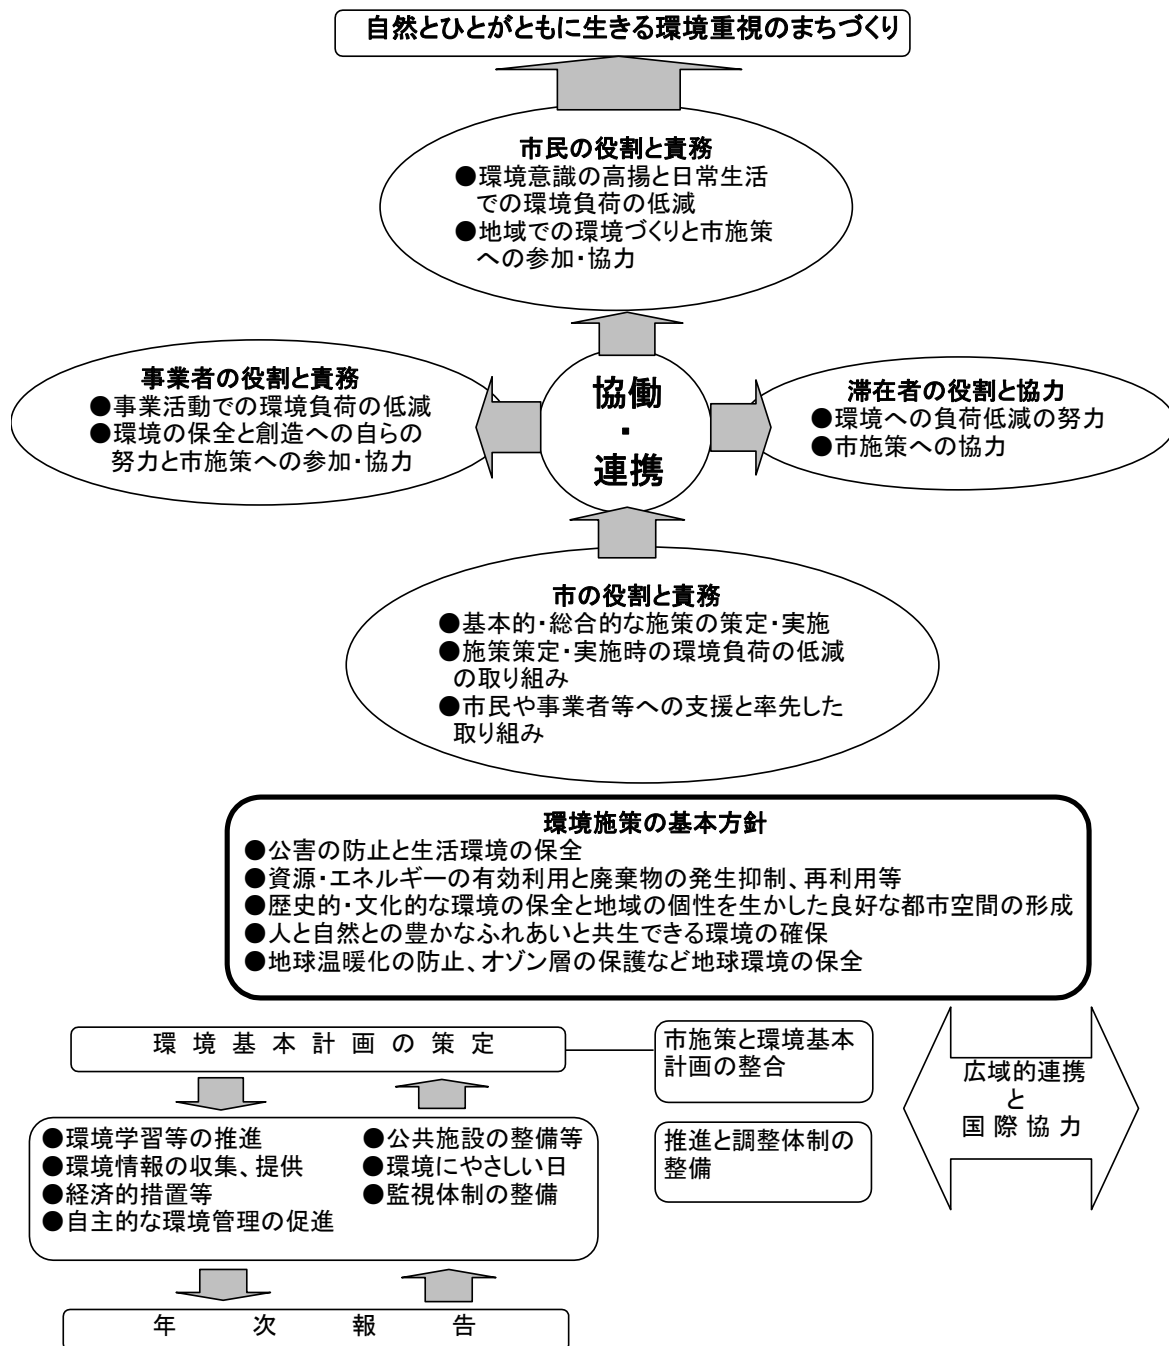 自然とひとがともに生きる環境重視のまちづくり
市民の役割と責務
●環境意識の高揚と日常生活
での環境負荷の低減
●地域での環境づくりと市施策
への参加・協力
事業者の役割と責務
●事業活動での環境負荷の低減
●環境の保全と創造への自らの
努力と市施策への参加・協力
協働
・
連携
滞在者の役割と協力
●環境への負荷低減の努力
●市施策への協力
市の役割と責務
●基本的・総合的な施策の策定・実施
●施策策定・実施時の環境負荷の低減
の取り組み
●市民や事業者等への支援と率先した
取り組み
環境施策の基本方針
●公害の防止と生活環境の保全
●資源・エネルギーの有効利用と廃棄物の発生抑制、再利用等
●歴史的・文化的な環境の保全と地域の個性を生かした良好な都市空間の形成
●人と自然との豊かなふれあいと共生できる環境の確保
●地球温暖化の防止、オゾン層の保護など地球環境の保全
環境基本計画の策定
市施策と環境基本
計画の整合
●環境学習等の推進
●環境情報の収集、提供
●経済的措置等
●自主的な環境管理の促進
●公共施設の整備等
●環境にやさしい日
●監視体制の整備
推進と調整体制の
整備
広域的連携
と
国際協力
年次報告